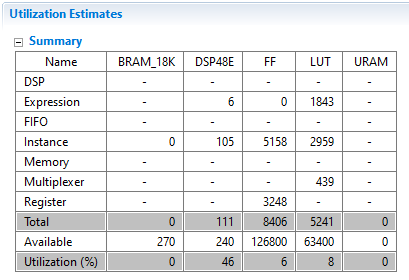 Utilization Estimates
Summary
Name BRAM_18K DSP48E FF LUT URAM
DSP - - - - -
Expression - 6 0 1843 -
FIFO - - - - -
Instance 0 105 5158 2959 -
Memory - - - - -
Multiplexer - - - 439 -
Register - - 3248 - -
Total 0 111 8406 5241 0
Available 270 240 126800 63400 0
Utilization (%) 0 46 6 8 0